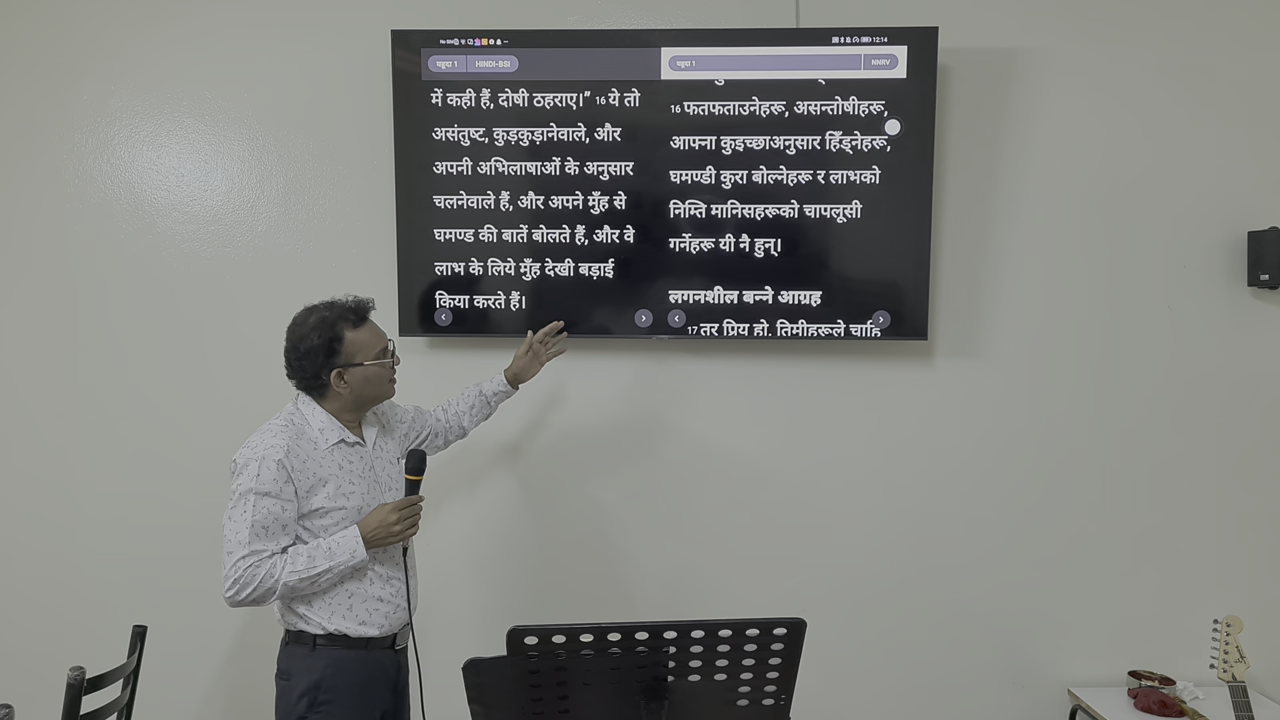 12:14
यहूदा 1 HINDI-BSI
में कही हैं, दोषी ठहराए।” 16 ये तो
असंतुष्ट, कुड़कुड़ानेवाले, और
अपनी अभिलाषाओं के अनुसार
चलनेवाले हैं, और अपने मुँह से
घमण्ड की बातें बोलते हैं, और वे
लाभ के लिये मुँह देखी बड़ाई
किया करते हैं।
यहूदा 1 NNRV
16 फतफताउनेहरू, असन्तोषीहरू,
आफ्ना कुइच्छाअनुसार हिँड्नेहरू,
घमण्डी कुरा बोल्नेहरू र लाभको
निम्ति मानिसहरूको चापलूसी
गर्नेहरू यी नै हुन्।
लगनशील बन्ने आग्रह
17 तर प्रिय हो, तिमीहरूले चाहि